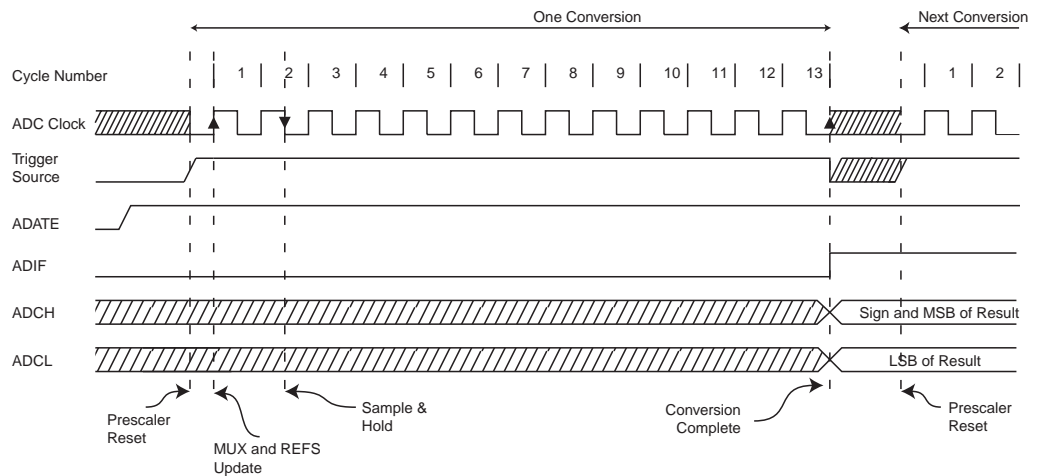 One Conversion
Next Conversion
Cycle Number
1 2 3 4 5 6 7 8 9 10 11 12 13 1 2
ADC Clock
Trigger
Source
ADATE
ADIF
ADCH
Sign and MSB of Result
ADCL
LSB of Result
Prescaler
Reset
MUX and REFS
Update
Sample &
Hold
Conversion
Complete
Prescaler
Reset